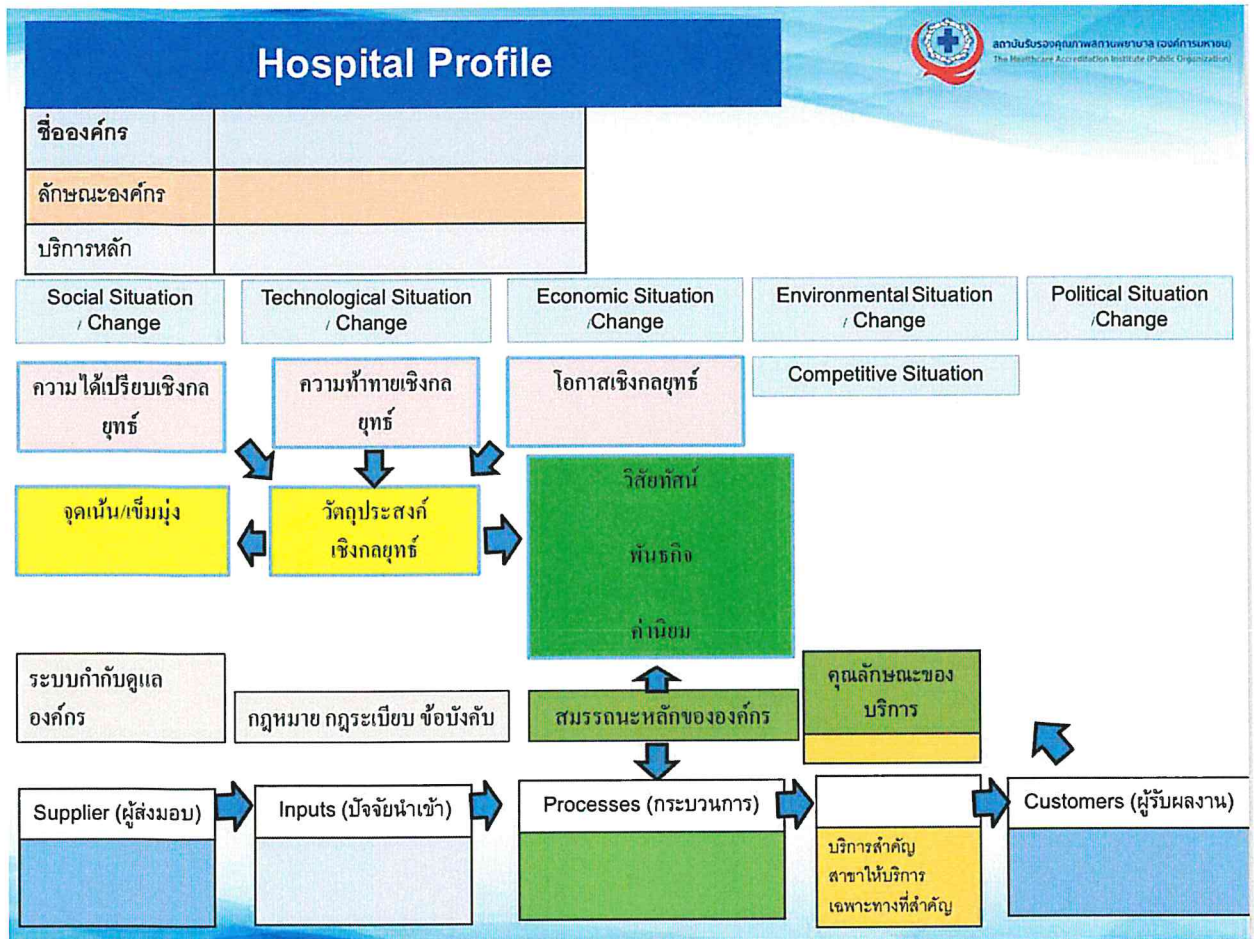 Hospital Profile
สถาบันรับรองคุณภาพสถานพยาบาล (องค์การมหาชน)
The Healthcare Accreditation Institute (Public Organization)
ชื่อองค์กร
ลักษณะองค์กร
บริการหลัก
Social Situation
/ Change
Technological Situation
/ Change
Economic Situation
/Change
Environmental Situation
/ Change
Political Situation
/Change
ความได้เปรียบเชิงกล
ยุทธ์
ความท้าทายเชิงกล
ยุทธ์
โอกาสเชิงกลยุทธ์
Competitive Situation
จุดเน้น/เข็มมุ่ง
วัตถุประสงค์
เชิงกลยุทธ์
วิสัยทัศน์
พันธกิจ
ค่านิยม
ระบบกำกับดูแล
องค์กร
กฎหมาย กฎระเบียบ ข้อบังคับ
สมรรถนะหลักขององค์กร
คุณลักษณะของ
บริการ
Supplier (ผู้ส่งมอบ)
Inputs (ปัจจัยนำเข้า)
Processes (กระบวนการ)
บริการสำคัญ
สาขาให้บริการ
เฉพาะทางที่สำคัญ
Customers (ผู้รับผลงาน)